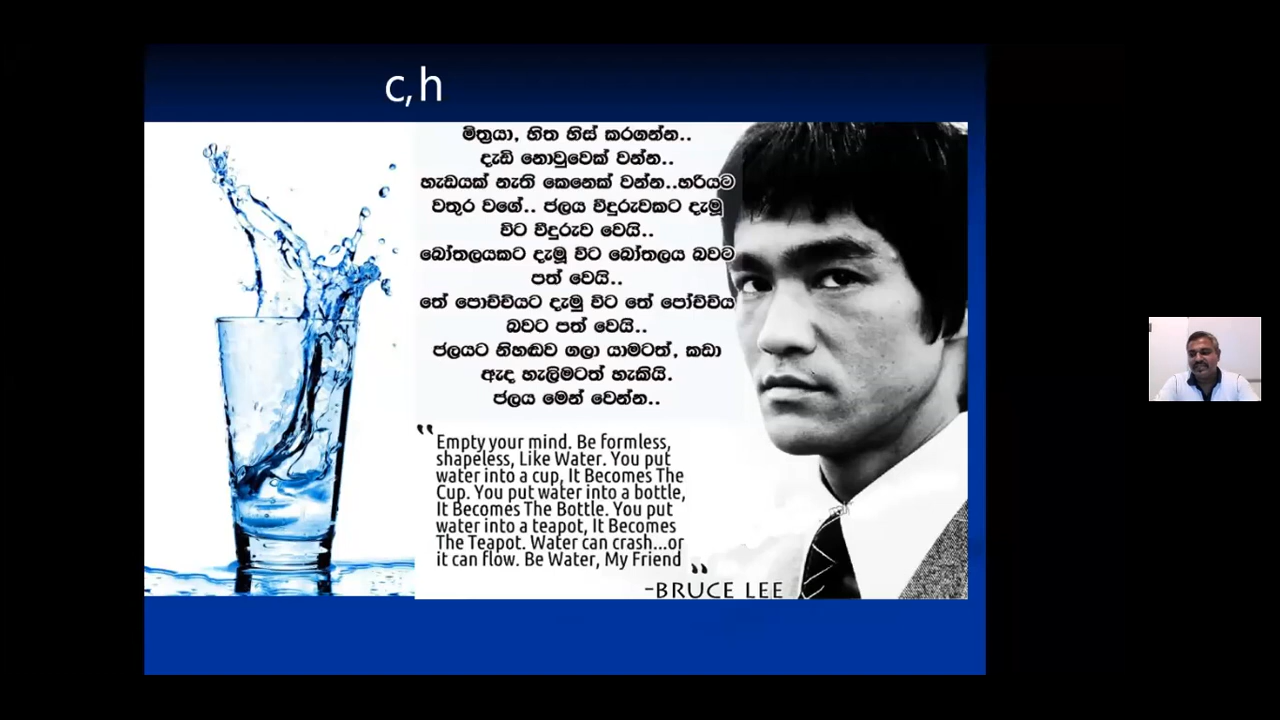 c, h
මිත්‍රයා, හිත හිස් කරගන්න..
දැඩි නොවුවෙක් වන්න..
හැඩයක් නැති කෙනෙක් වන්න..හරියට
වතුර වගේ.. ජලය වීදුරුවකට දැමූ
විට වීදුරුව වෙයි..
බෝතලයකට දැමූ විට බෝතලය බවට
පත් වෙයි..
තේ පොච්චියට දැමු විට තේ පෝච්චිය
බවට පත් වෙයි..
ජලයට නිහඬව ගලා යාමටත්, කඩා
ඇද හැලීමටත් හැකියි.
ජලය මෙන් වෙන්න..
“Empty your mind. Be formless,
shapeless, Like Water. You put
water into a cup, It Becomes The
Cup. You put water into a bottle,
It Becomes The Bottle. You put
water into a teapot, It Becomes
The Teapot. Water can crash...or
it can flow. Be Water, My Friend”
-BRUCE LEE